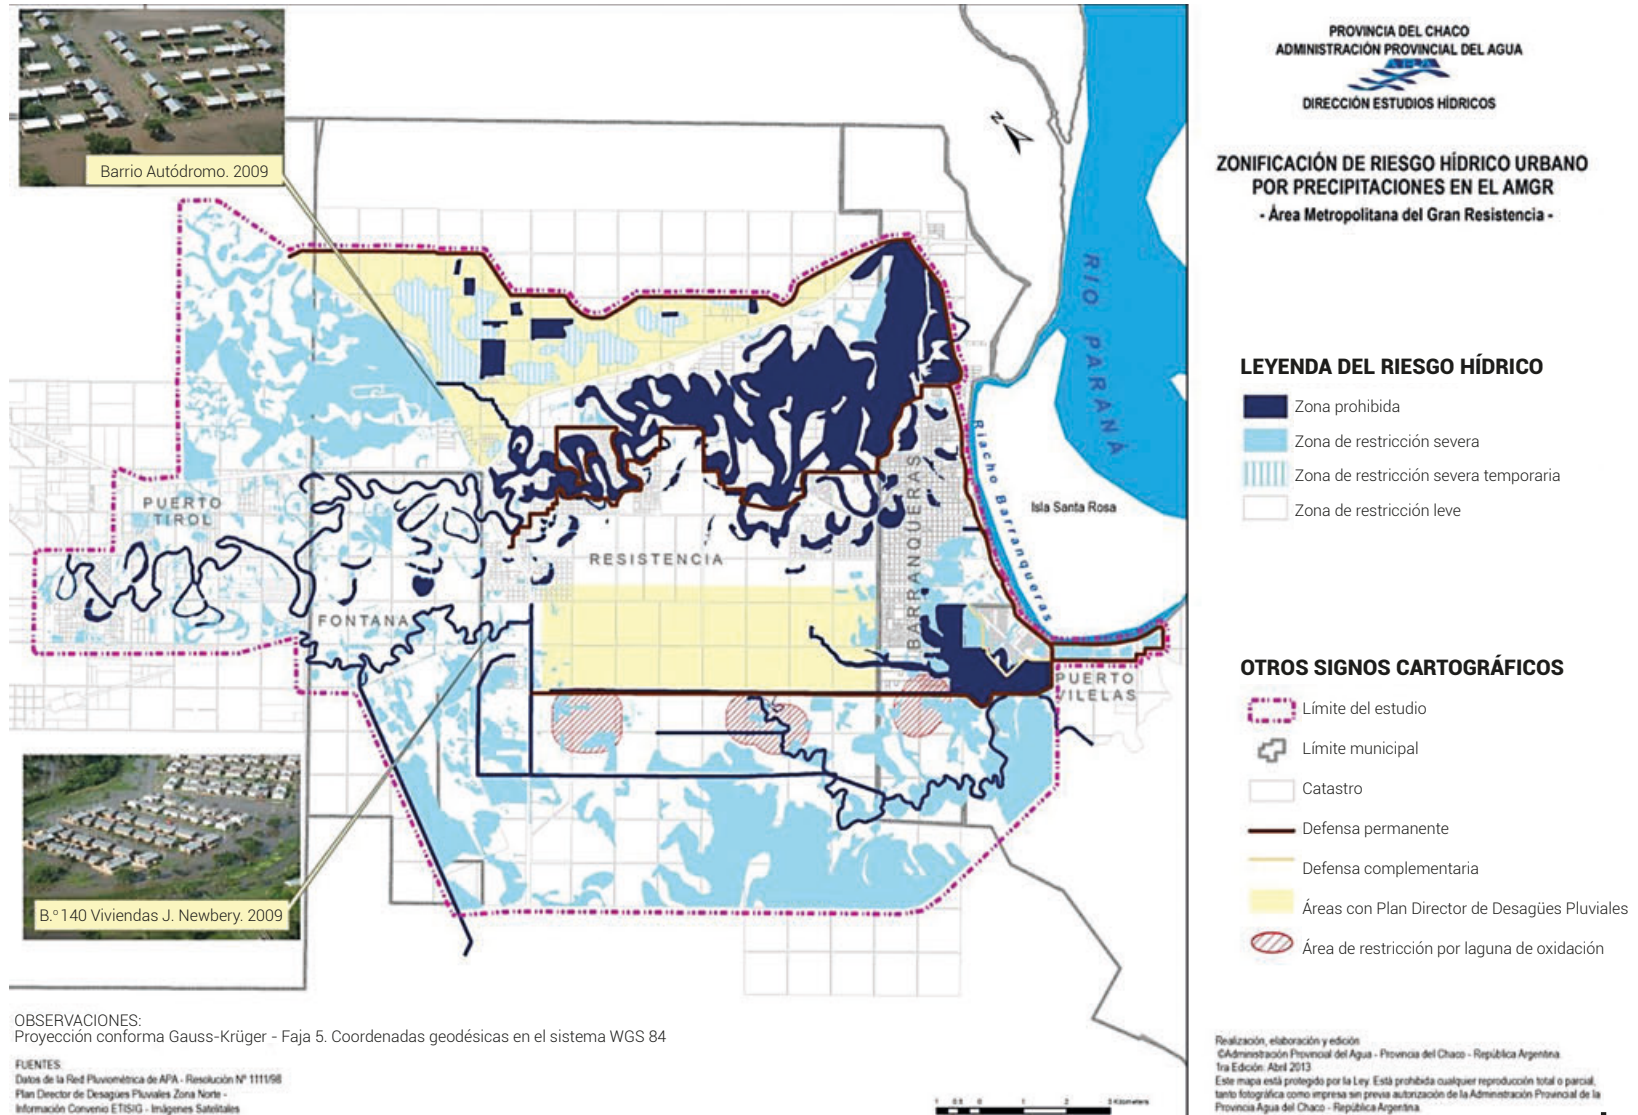 PROVINCIA DEL CHACO
ADMINISTRACIÓN PROVINCIAL DEL AGUA
APA
DIRECCIÓN ESTUDIOS HÍDRICOS
ZONIFICACIÓN DE RIESGO HÍDRICO URBANO
POR PRECIPITACIONES EN EL AMGR
- Área Metropolitana del Gran Resistencia -
Barrio Autódromo. 2009
N
RIO PARANÁ
Riacho Barranqueras
Isla Santa Rosa
PUERTO
TIROL
RESISTENCIA
BARRANQUERAS
FONTANA
PUERTO
VILELAS
B.º 140 Viviendas J. Newbery. 2009
LEYENDA DEL RIESGO HÍDRICO
Zona prohibida
Zona de restricción severa
Zona de restricción severa temporaria
Zona de restricción leve
OTROS SIGNOS CARTOGRÁFICOS
Límite del estudio
Límite municipal
Catastro
Defensa permanente
Defensa complementaria
Áreas con Plan Director de Desagües Pluviales
Área de restricción por laguna de oxidación
OBSERVACIONES:
Proyección conforma Gauss-Krüger - Faja 5. Coordenadas geodésicas en el sistema WGS 84
FUENTES:
Datos de la Red Pluviométrica de APA - Resolución Nº 1111/98
Plan Director de Desagües Pluviales Zona Norte -
Información Convenio ETISIG - Imágenes Satelitales
1 0.5 0 1 2 3 Kilometers
Realización, elaboración y edición
©Administración Provincial del Agua - Provincia del Chaco - República Argentina.
1ra Edición: Abril 2013
Este mapa está protegido por la Ley. Está prohibida cualquier reproducción total o parcial,
tanto fotográfica como impresa sin previa autorización de la Administración Provincial de la
Provincia Agua del Chaco - República Argentina.